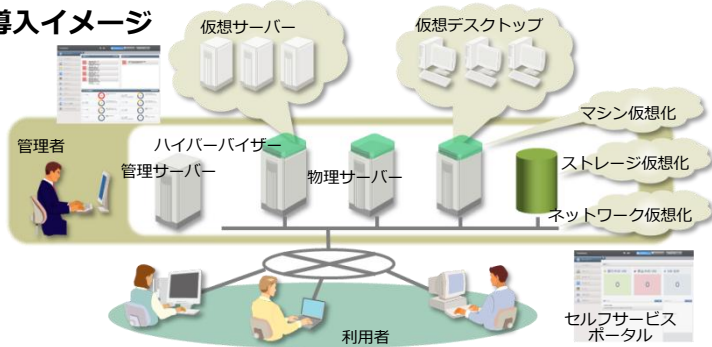 導入イメージ
仮想サーバー
仮想デスクトップ
マシン仮想化
管理者
ハイパーバイザー
管理サーバー
物理サーバー
ストレージ仮想化
ネットワーク仮想化
利用者
0
0
0
セルフサービス
ポータル